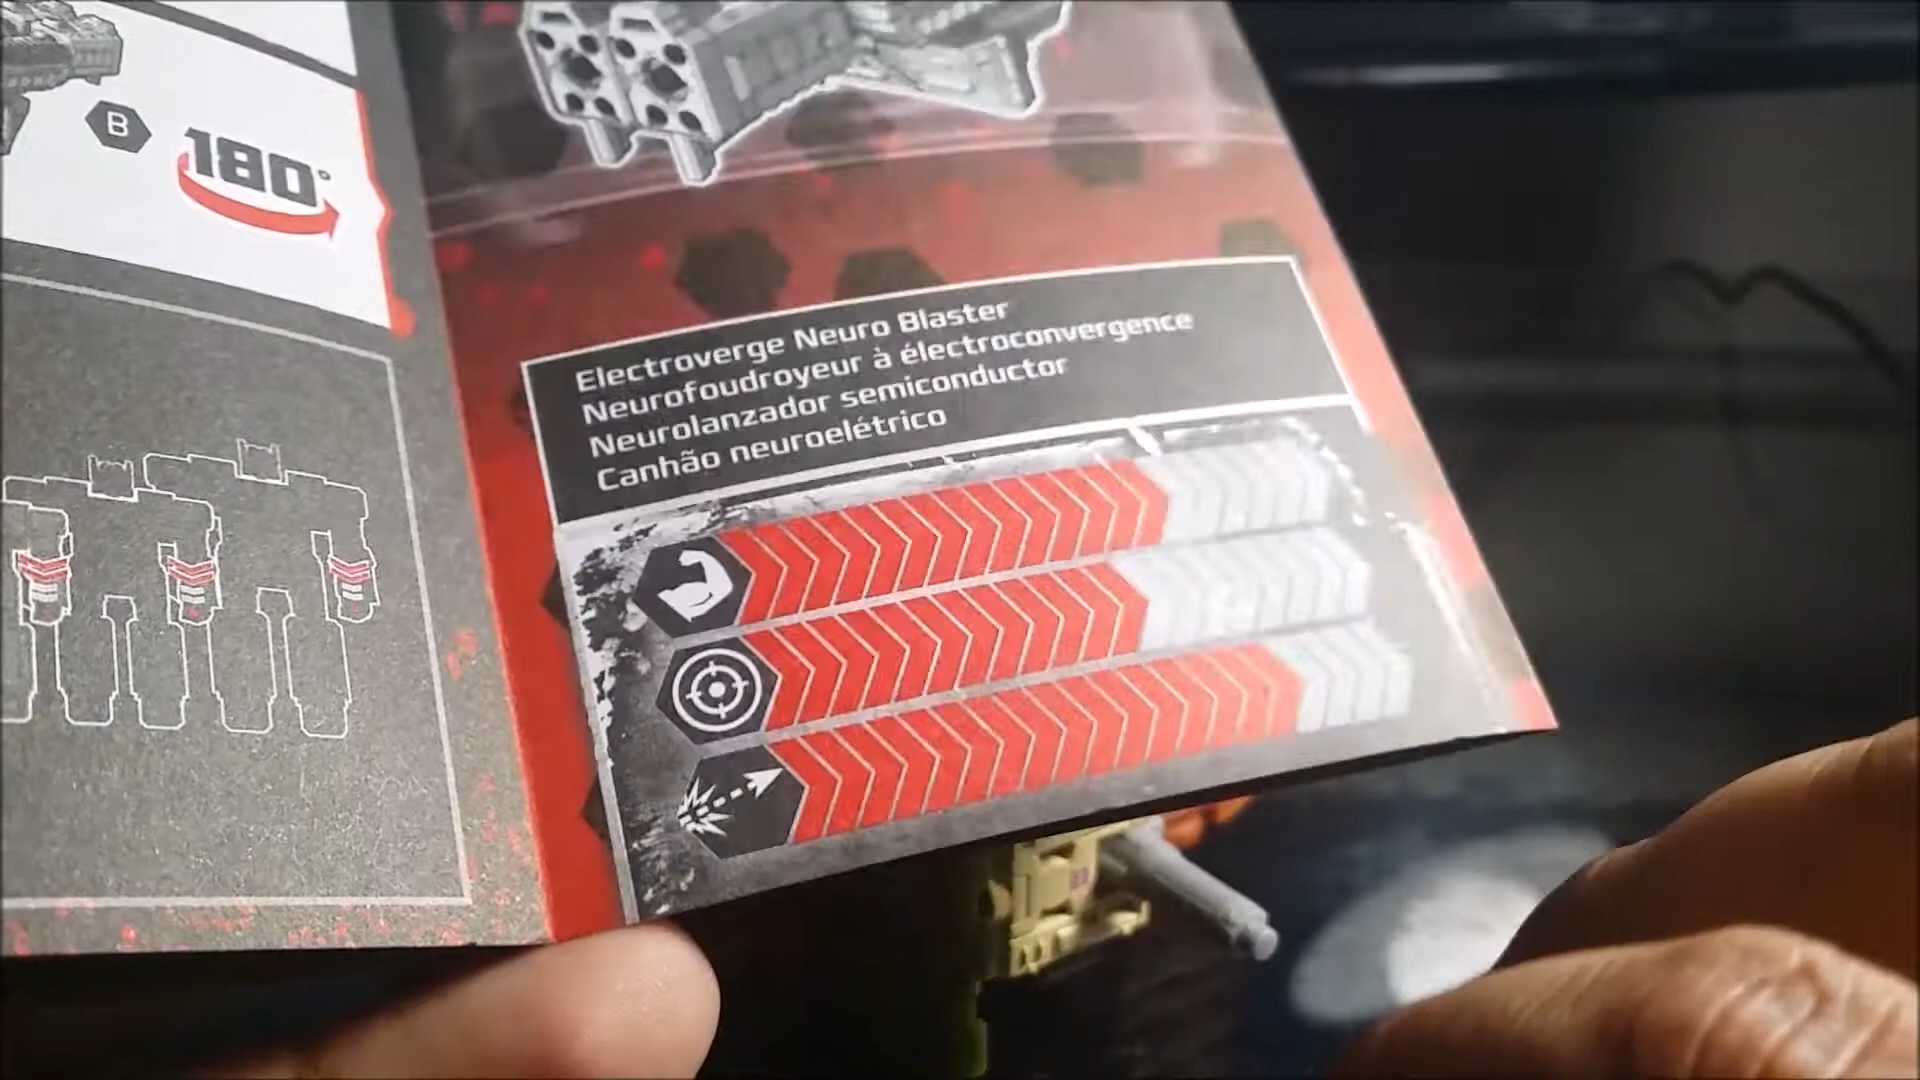 B
180°
Electroverge Neuro Blaster
Neurofoudroyeur à électroconvergence
Neurolanzador semiconductor
Canhão neuroelétrico